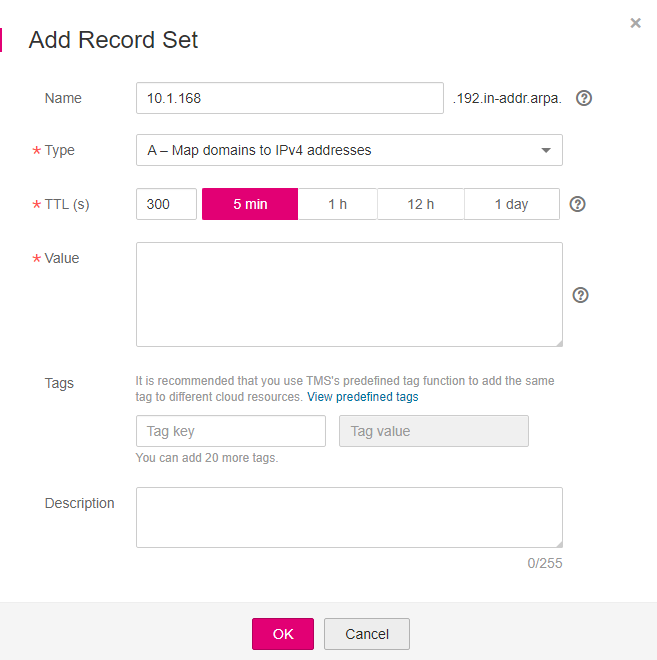 ×
Add Record Set
Name 10.1.168 .192.in-addr.arpa. ?
* Type A – Map domains to IPv4 addresses
* TTL (s) 300 5 min 1 h 12 h 1 day ?
* Value ?
Tags It is recommended that you use TMS's predefined tag function to add the same
tag to different cloud resources. View predefined tags
Tag key Tag value
You can add 20 more tags.
Description
0/255
OK Cancel